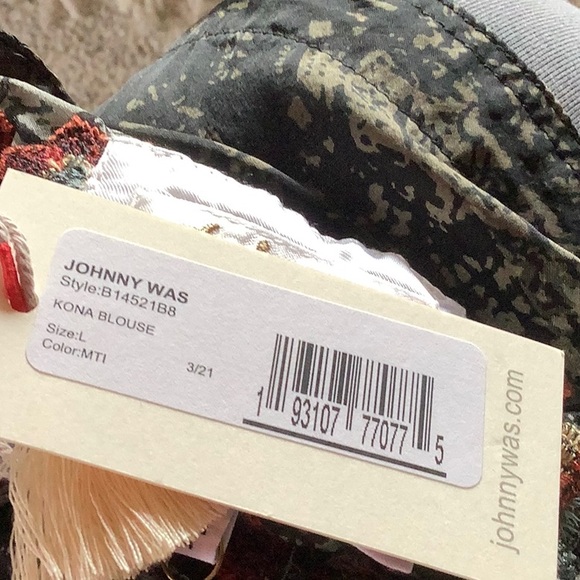 JOHNNY WAS
Style:B14521B8
KONA BLOUSE
Size:L
Color:MTI
3/21
1 93107 77077 5
johnnywas.com